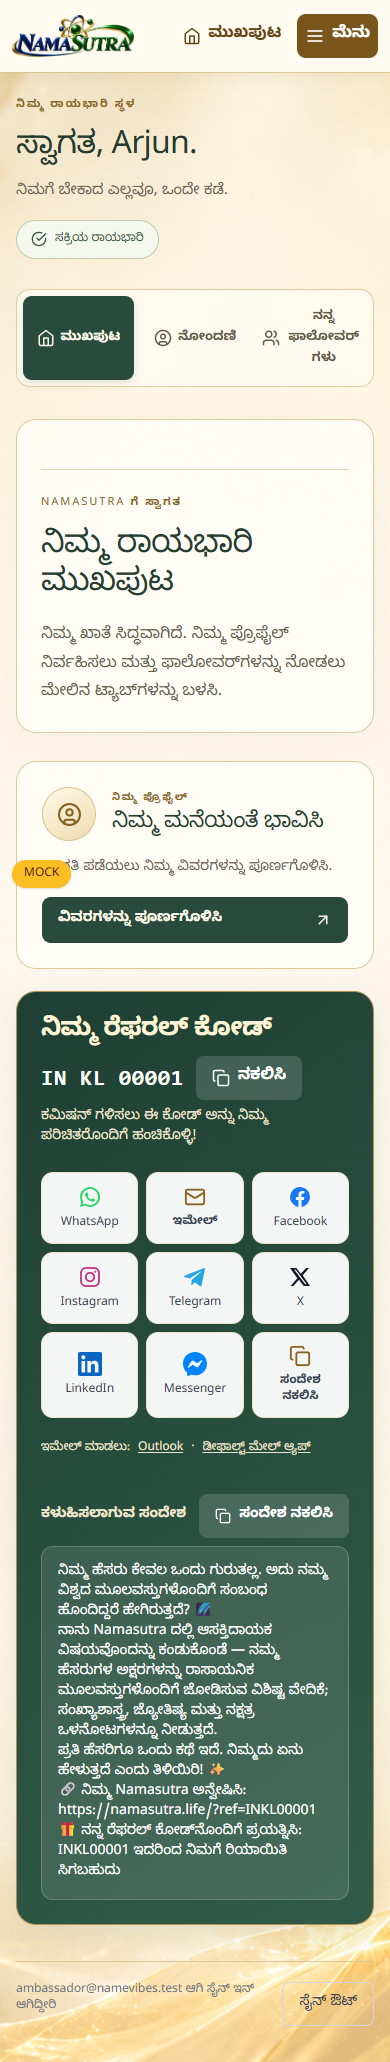 NAMASUTRA
ಮುಖಪುಟ
ಮೆನು
ನಿಮ್ಮ ರಾಯಭಾರಿ ಸ್ಥಳ
ಸ್ವಾಗತ, Arjun.
ನಿಮಗೆ ಬೇಕಾದ ಎಲ್ಲವೂ, ಒಂದೇ ಕಡೆ.
ಸಕ್ರಿಯ ರಾಯಭಾರಿ
ಮುಖಪುಟ
ನೋಂದಣಿ
ನನ್ನ
ಫಾಲೋವರ್
ಗಳು
NAMASUTRA ಗೆ ಸ್ವಾಗತ
ನಿಮ್ಮ ರಾಯಭಾರಿ
ಮುಖಪುಟ
ನಿಮ್ಮ ಖಾತೆ ಸಿದ್ಧವಾಗಿದೆ. ನಿಮ್ಮ ಪ್ರೊಫೈಲ್
ನಿರ್ವಹಿಸಲು ಮತ್ತು ಫಾಲೋವರ್‌ಗಳನ್ನು ನೋಡಲು
ಮೇಲಿನ ಟ್ಯಾಬ್‌ಗಳನ್ನು ಬಳಸಿ.
ನಿಮ್ಮ ಪ್ರೊಫೈಲ್
ನಿಮ್ಮ ಮನೆಯಂತೆ ಭಾವಿಸಿ
MOCK
ಪಡೆಯಲು ನಿಮ್ಮ ವಿವರಗಳನ್ನು ಪೂರ್ಣಗೊಳಿಸಿ.
ವಿವರಗಳನ್ನು ಪೂರ್ಣಗೊಳಿಸಿ
ನಿಮ್ಮ ರೆಫರಲ್ ಕೋಡ್
IN KL 00001
ನಕಲಿಸಿ
ಕಮಿಷನ್ ಗಳಿಸಲು ಈ ಕೋಡ್ ಅನ್ನು ನಿಮ್ಮ
ಪರಿಚಿತರೊಂದಿಗೆ ಹಂಚಿಕೊಳ್ಳಿ!
WhatsApp
ಇಮೇಲ್
Facebook
Instagram
Telegram
X
LinkedIn
Messenger
ಸಂದೇಶ
ನಕಲಿಸಿ
ಇಮೇಲ್ ಮಾಡಲು: Outlook · ಡೀಫಾಲ್ಟ್ ಮೇಲ್ ಆ್ಯಪ್
ಕಳುಹಿಸಲಾಗುವ ಸಂದೇಶ
ಸಂದೇಶ ನಕಲಿಸಿ
ನಿಮ್ಮ ಹೆಸರು ಕೇವಲ ಒಂದು ಗುರುತಲ್ಲ. ಅದು ನಮ್ಮ
ವಿಶ್ವದ ಮೂಲವಸ್ತುಗಳೊಂದಿಗೆ ಸಂಬಂಧ
ಹೊಂದಿದ್ದರೆ ಹೇಗಿರುತ್ತದೆ? 🌌
ನಾನು Namasutra ದಲ್ಲಿ ಆಸಕ್ತಿದಾಯಕ
ವಿಷಯವೊಂದನ್ನು ಕಂಡುಕೊಂಡೆ — ನಮ್ಮ
ಹೆಸರುಗಳ ಅಕ್ಷರಗಳನ್ನು ರಾಸಾಯನಿಕ
ಮೂಲವಸ್ತುಗಳೊಂದಿಗೆ ಜೋಡಿಸುವ ವಿಶಿಷ್ಟ ವೇದಿಕೆ;
ಸಂಖ್ಯಾಶಾಸ್ತ್ರ, ಜ್ಯೋತಿಷ್ಯ ಮತ್ತು ನಕ್ಷತ್ರ
ಒಳನೋಟಗಳನ್ನೂ ನೀಡುತ್ತದೆ.
ಪ್ರತಿ ಹೆಸರಿಗೂ ಒಂದು ಕಥೆ ಇದೆ. ನಿಮ್ಮದು ಏನು
ಹೇಳುತ್ತದೆ ಎಂದು ತಿಳಿಯಿರಿ! ✨
🔗 ನಿಮ್ಮ Namasutra ಅನ್ವೇಷಿಸಿ:
https://namasutra.life/?ref=INKL00001
🎁 ನನ್ನ ರೆಫರಲ್ ಕೋಡ್‌ನೊಂದಿಗೆ ಪ್ರಯತ್ನಿಸಿ:
INKL00001 ಇದರಿಂದ ನಿಮಗೆ ರಿಯಾಯಿತಿ
ಸಿಗಬಹುದು
ambassador@namevibes.test ಆಗಿ ಸೈನ್ ಇನ್
ಆಗಿದ್ದೀರಿ
ಸೈನ್ ಔಟ್